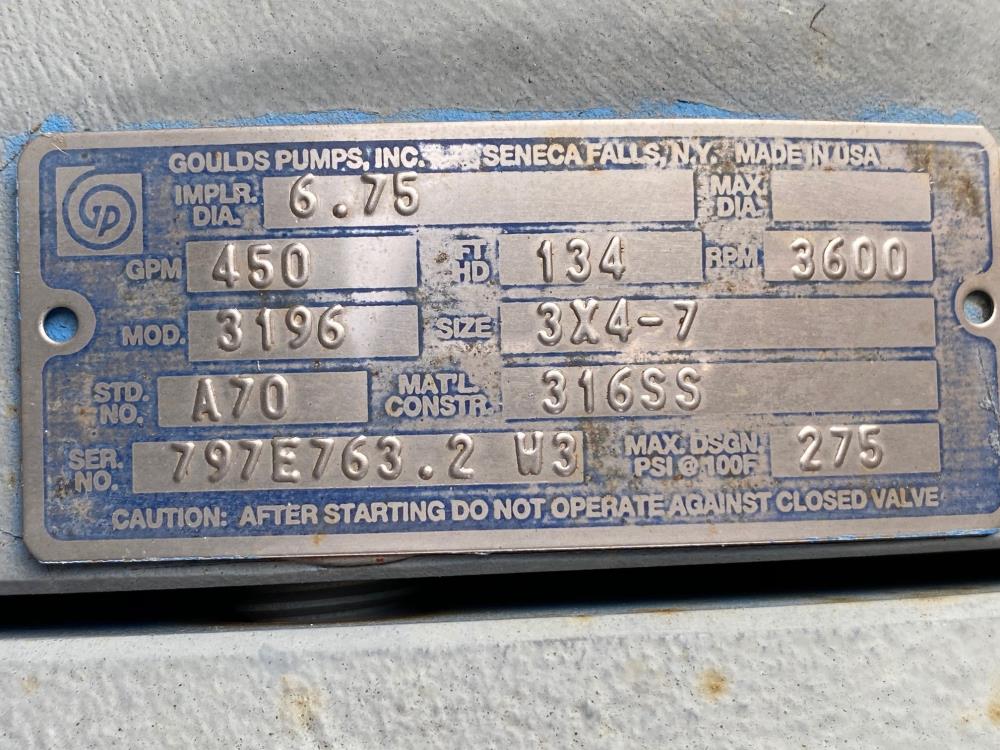 GOULDS PUMPS, INC. SENECA FALLS, N.Y. MADE IN USA
GP
IMPLR. DIA. 6.75 MAX. DIA.
GPM 450 FT HD 134 RPM 3600
MOD. 3196 SIZE 3X4-7
STD. NO. A70 MAT'L. CONSTR. 316SS
SER. NO. 797E763.2 W3 MAX. DSGN. PSI @ 100F 275
CAUTION: AFTER STARTING DO NOT OPERATE AGAINST CLOSED VALVE